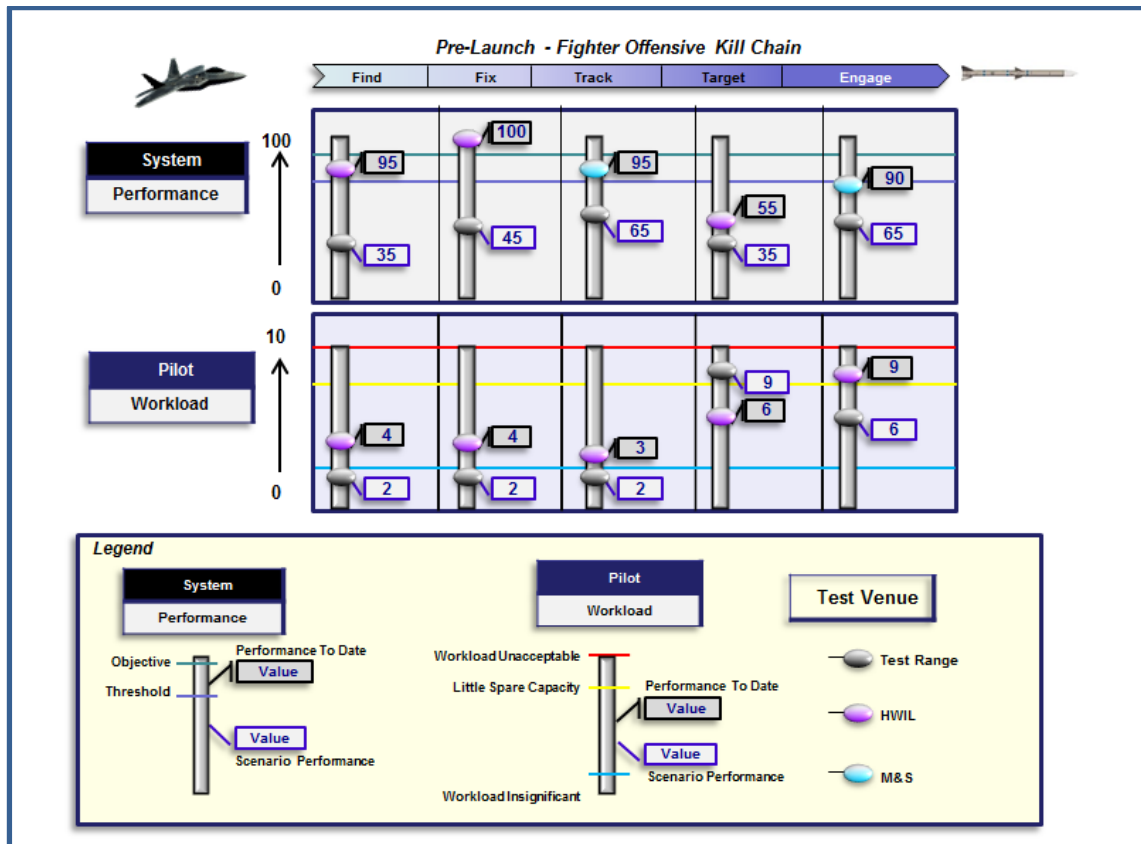 Pre-Launch - Fighter Offensive Kill Chain
Find Fix Track Target Engage
100
System
Performance
0
95 100 95 55 90
35 45 65 35 65
10
Pilot
Workload
0
4 4 3 9 9
2 2 2 6 6
Legend
System
Performance
Objective
Threshold
Performance To Date
Value
Value
Scenario Performance
Pilot
Workload
Workload Unacceptable
Little Spare Capacity
Workload Insignificant
Performance To Date
Value
Value
Scenario Performance
Test Venue
Test Range
HWIL
M&S